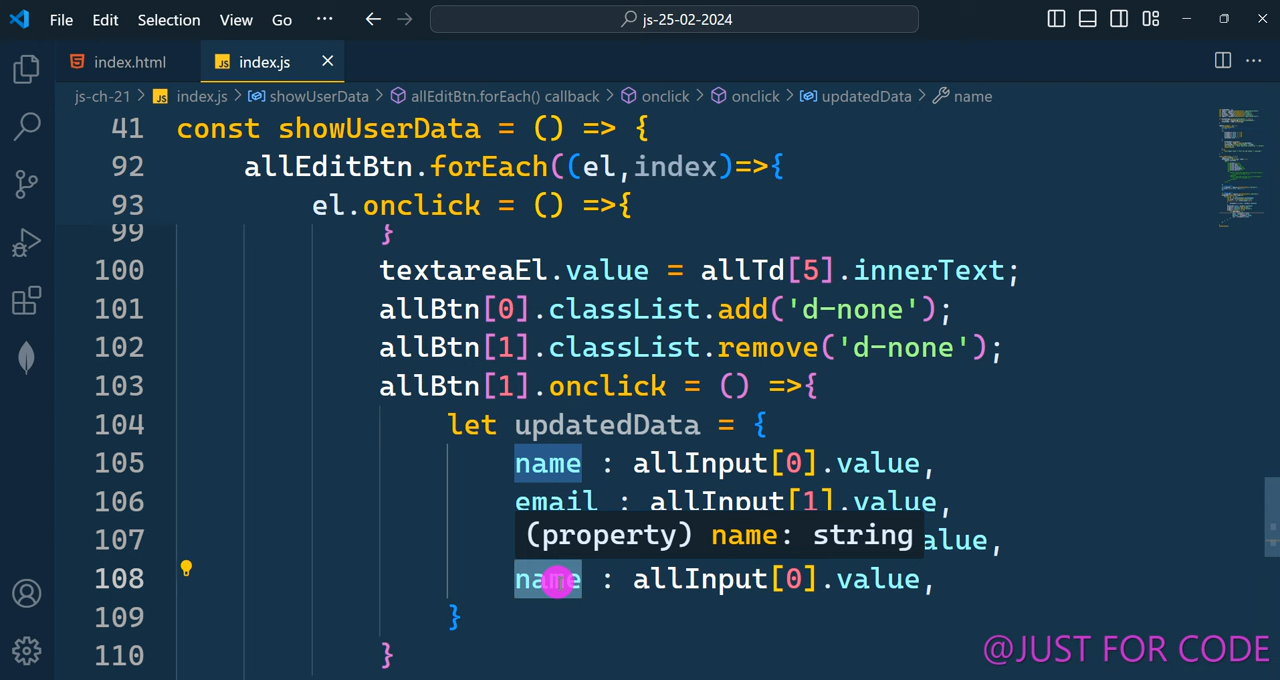 File Edit Selection View Go ··· js-25-02-2024
index.html index.js
js-ch-21 > JS index.js > showUserData > allEditBtn.forEach() callback > onclick > onclick > updatedData > name
41 const showUserData = () => {
92 allEditBtn.forEach((el,index)=>{
93 el.onclick = () =>{
99 }
100 textareaEl.value = allTd[5].innerText;
101 allBtn[0].classList.add('d-none');
102 allBtn[1].classList.remove('d-none');
103 allBtn[1].onclick = () =>{
104 let updatedData = {
105 name : allInput[0].value,
106 email : allInput[1].value,
(property) name: string
107 alue,
108 name : allInput[0].value,
109 }
110 }
@JUST FOR CODE